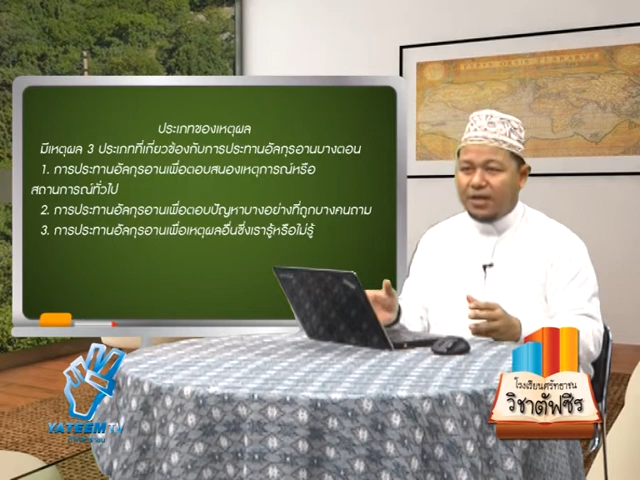 ประเภทของเหตุผล
มีเหตุผล 3 ประเภทที่เกี่ยวข้องกับการประทานอัลกุรอานบางตอน
1. การประทานอัลกุรอานเพื่อตอบสนองเหตุการณ์หรือ
สถานการณ์ทั่วไป
2. การประทานอัลกุรอานเพื่อตอบปัญหาบางอย่างที่ถูกบางคนถาม
3. การประทานอัลกุรอานเพื่อเหตุผลอื่นซึ่งเรารู้หรือไม่รู้
YATEEM TV
โรงเรียนศรัทธาชน
วิชาตัฟซีร